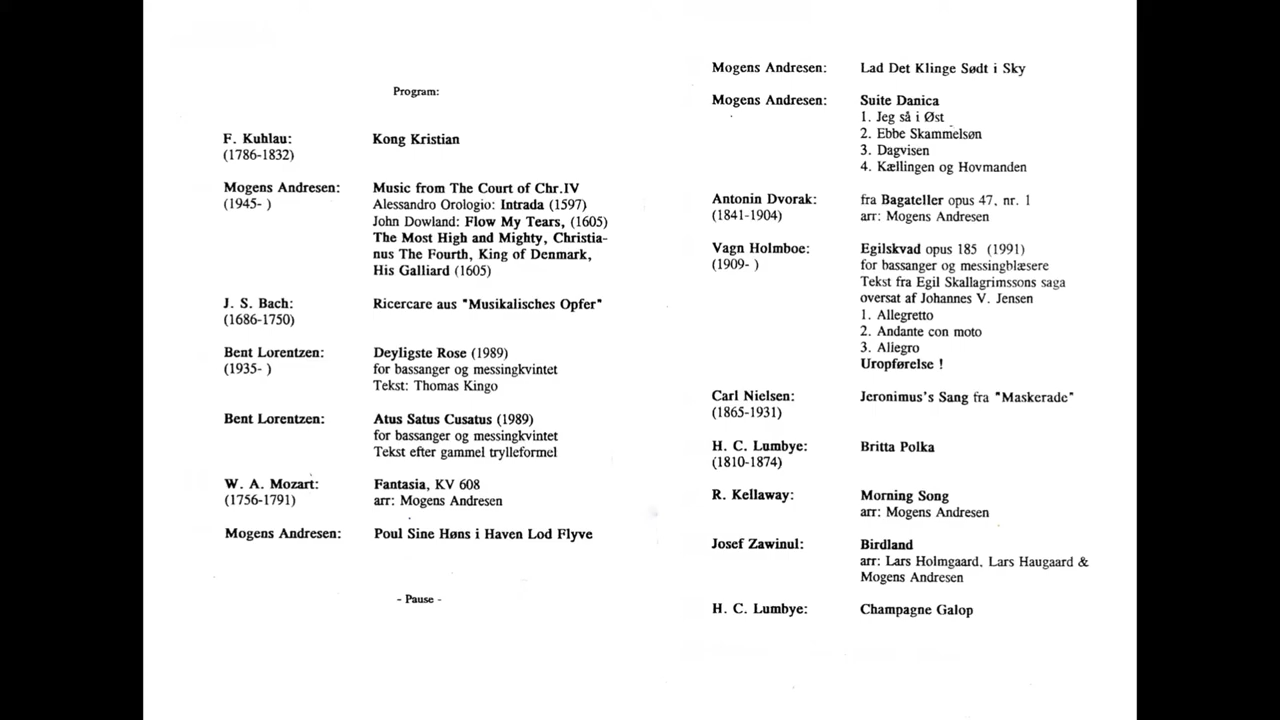 Program:
F. Kuhlau: Kong Kristian
(1786-1832)
Mogens Andresen: Music from The Court of Chr.IV
(1945- ) Alessandro Orologio: Intrada (1597)
John Dowland: Flow My Tears, (1605)
The Most High and Mighty, Christia-
nus The Fourth, King of Denmark,
His Galliard (1605)
J. S. Bach: Ricercare aus "Musikalisches Opfer"
(1686-1750)
Bent Lorentzen: Deyligste Rose (1989)
(1935- ) for bassanger og messingkvintet
Tekst: Thomas Kingo
Bent Lorentzen: Atus Satus Cusatus (1989)
for bassanger og messingkvintet
Tekst efter gammel trylleformel
W. A. Mozart: Fantasia, KV 608
(1756-1791) arr: Mogens Andresen
Mogens Andresen: Poul Sine Høns i Haven Lod Flyve
- Pause -
Mogens Andresen: Lad Det Klinge Sødt i Sky
Mogens Andresen: Suite Danica
1. Jeg så i Øst
2. Ebbe Skammelsøn
3. Dagvisen
4. Kællingen og Hovmanden
Antonin Dvorak: fra Bagateller opus 47, nr. 1
(1841-1904) arr: Mogens Andresen
Vagn Holmboe: Egilskvad opus 185 (1991)
(1909- ) for bassanger og messingblæsere
Tekst fra Egil Skallagrimssons saga
oversat af Johannes V. Jensen
1. Allegretto
2. Andante con moto
3. Allegro
Uropførelse !
Carl Nielsen: Jeronimus's Sang fra "Maskerade"
(1865-1931)
H. C. Lumbye: Britta Polka
(1810-1874)
R. Kellaway: Morning Song
arr: Mogens Andresen
Josef Zawinul: Birdland
arr: Lars Holmgaard, Lars Haugaard &
Mogens Andresen
H. C. Lumbye: Champagne Galop